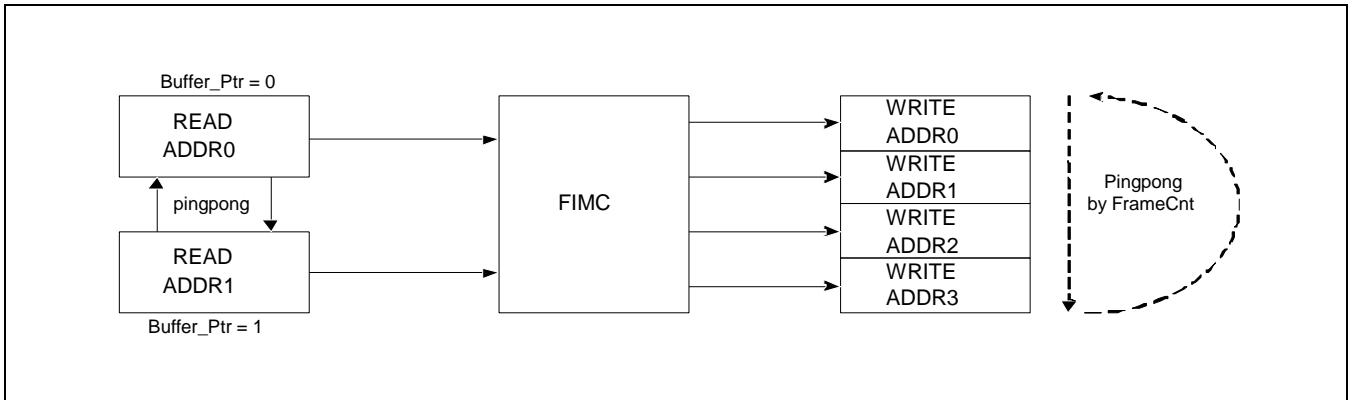 Buffer_Ptr = 0
READ
ADDR0
pingpong
READ
ADDR1
Buffer_Ptr = 1
FIMC
WRITE
ADDR0
WRITE
ADDR1
WRITE
ADDR2
WRITE
ADDR3
Pingpong
by FrameCnt